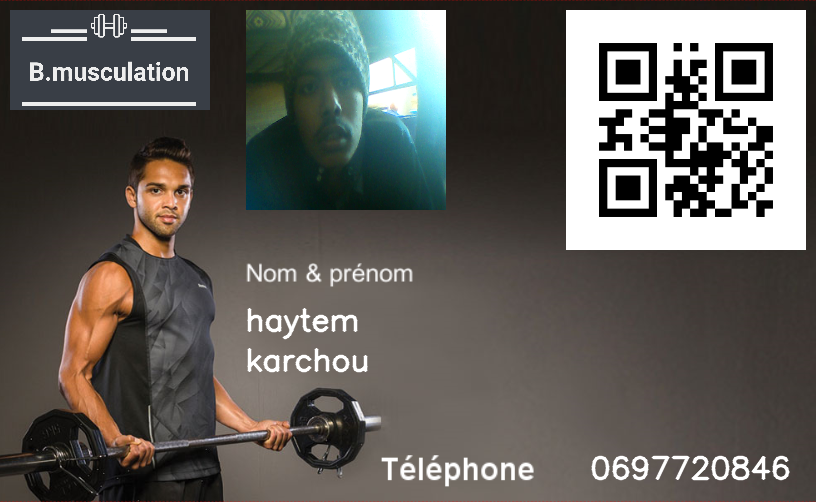 B.musculation
Nom & prénom
haytem
karchou
Téléphone 0697720846